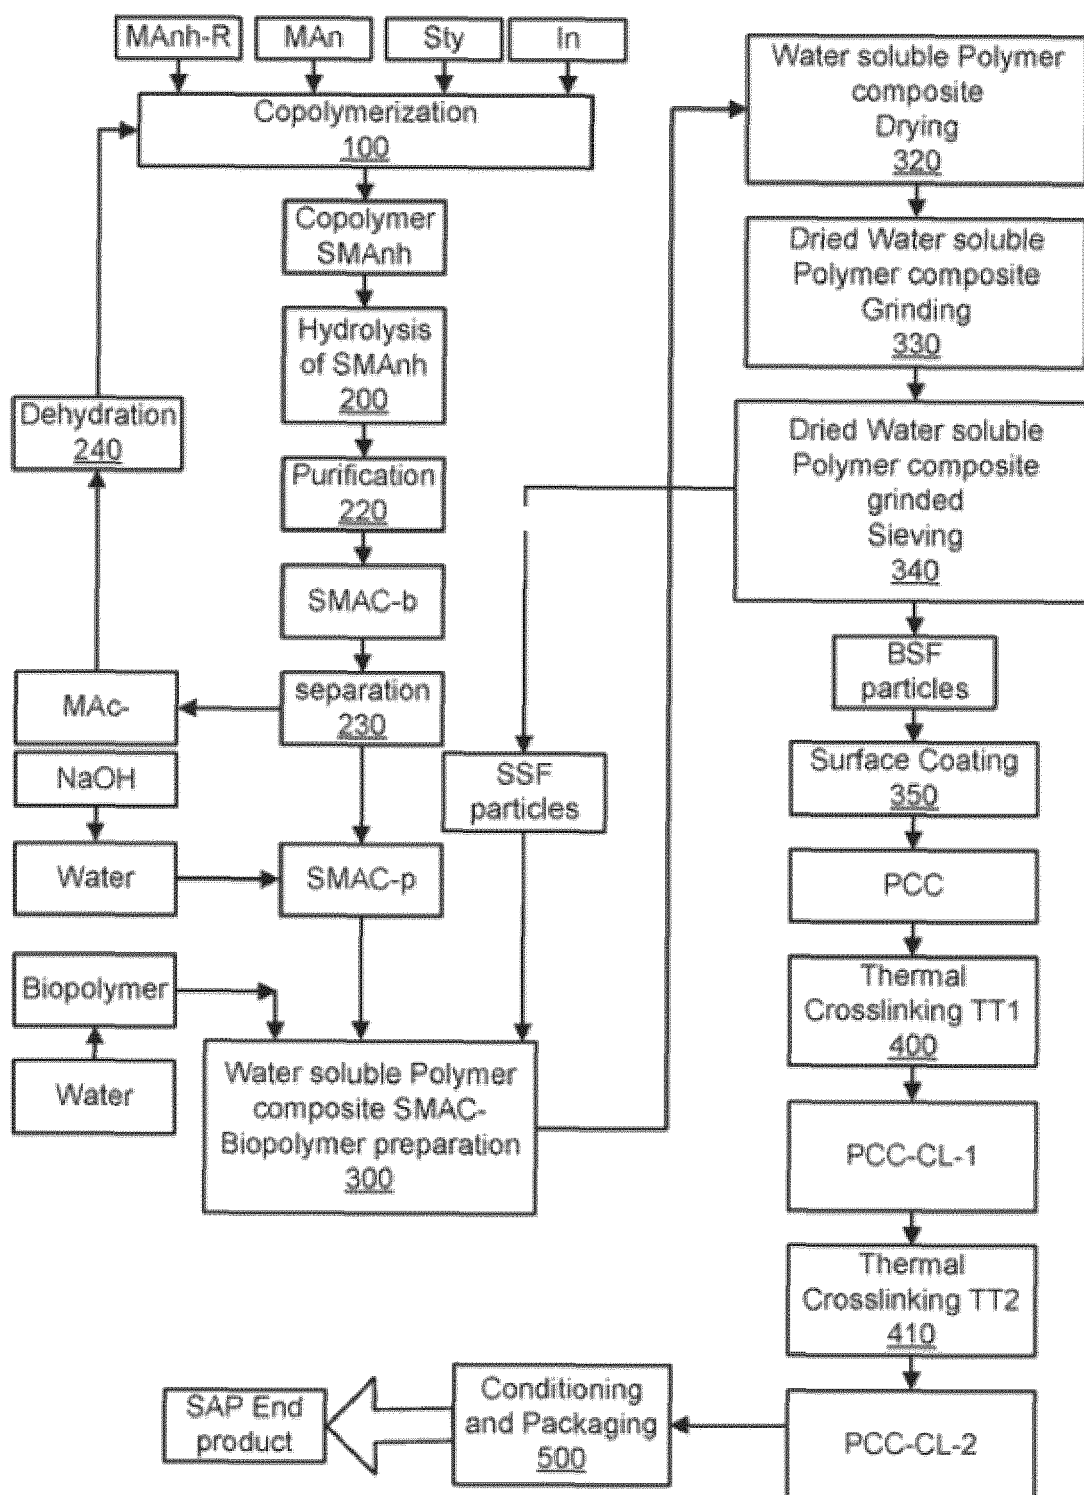 MAnh-R
MAn
Sty
In
Copolymerization
100
Copolymer
SMAnh
Hydrolysis
of SMAnh
200
Dehydration
240
Purification
220
SMAC-b
MAc-
separation
230
NaOH
SSF
particles
Water
SMAC-p
Biopolymer
Water
Water soluble Polymer
composite SMAC-
Biopolymer preparation
300
Water soluble Polymer
composite
Drying
320
Dried Water soluble
Polymer composite
Grinding
330
Dried Water soluble
Polymer composite
grinded
Sieving
340
BSF
particles
Surface Coating
350
PCC
Thermal
Crosslinking TT1
400
PCC-CL-1
Thermal
Crosslinking TT2
410
PCC-CL-2
Conditioning
and Packaging
500
SAP End
product